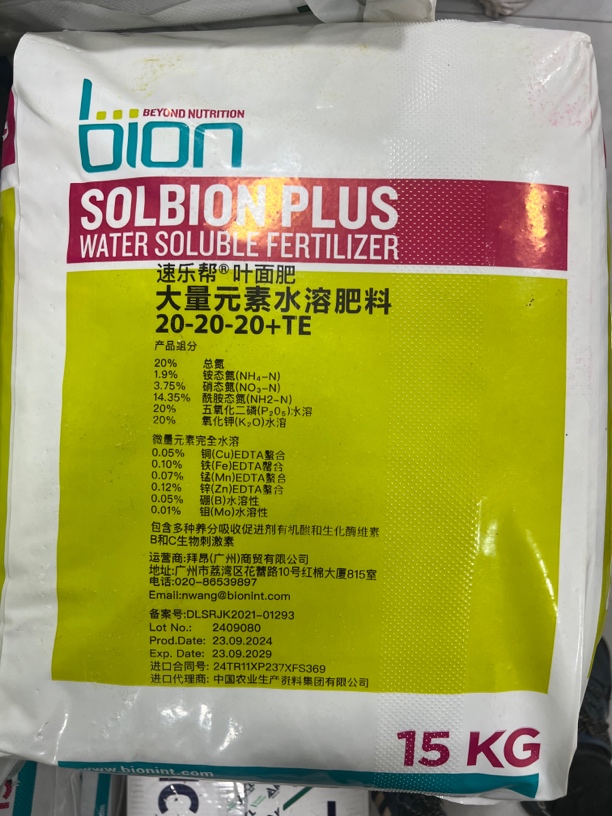 BEYOND NUTRITION
bion
SOLBION PLUS
WATER SOLUBLE FERTILIZER
速乐帮®叶面肥
大量元素水溶肥料
20-20-20+TE
产品组分
20% 总氮
1.9% 铵态氮(NH₄-N)
3.75% 硝态氮(NO₃-N)
14.35% 酰胺态氮(NH2-N)
20% 五氧化二磷(P₂O₅)水溶
20% 氧化钾(K₂O)水溶
微量元素完全水溶
0.05% 铜(Cu)EDTA螯合
0.10% 铁(Fe)EDTA螯合
0.07% 锰(Mn)EDTA螯合
0.12% 锌(Zn)EDTA螯合
0.05% 硼(B)水溶性
0.01% 钼(Mo)水溶性
包含多种养分吸收促进剂有机酸和生化酶维素
B和C生物刺激素
运营商:拜昂(广州)商贸有限公司
地址:广州市荔湾区花蕾路10号红棉大厦815室
电话:020-86539897
Email:nwang@bionint.com
备案号:DLSRJK2021-01293
Lot No.: 2409080
Prod.Date: 23.09.2024
Exp. Date: 23.09.2029
进口合同号: 24TR11XP237XFS369
进口代理商: 中国农业生产资料集团有限公司
15 KG
www.bionint.com